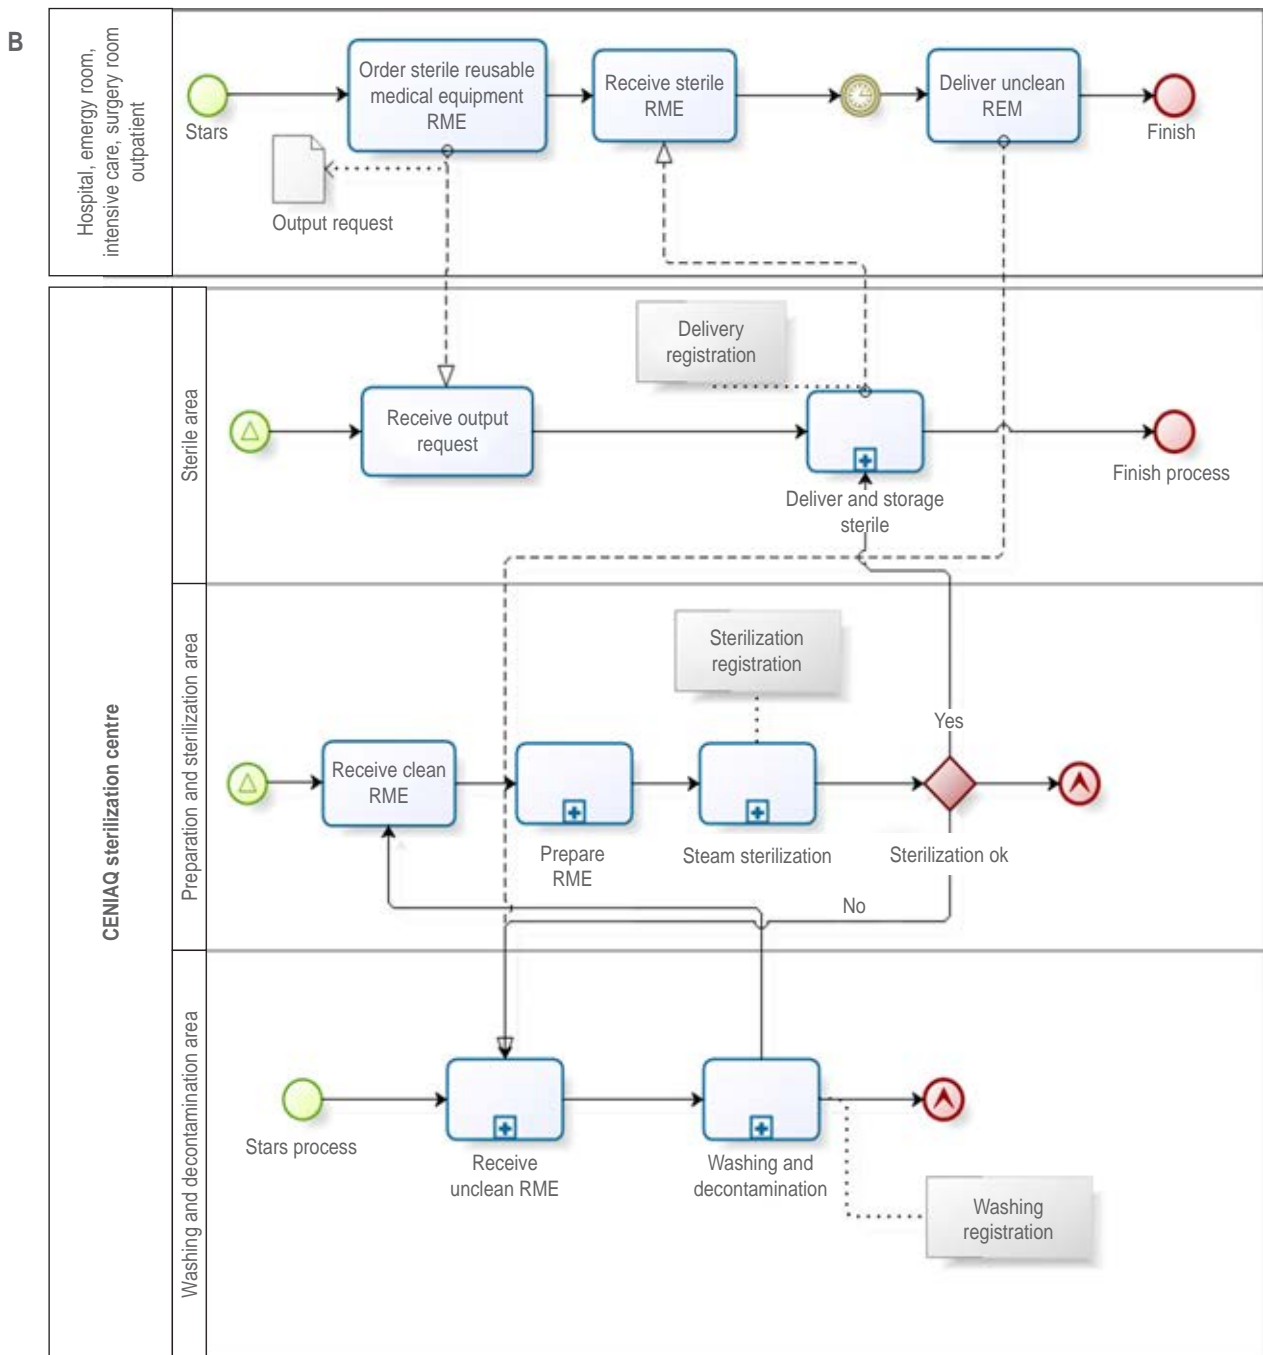 B
Hospital, emergy room,
intensive care, surgery room
outpatient
Stars
Order sterile reusable
medical equipment
RME
Receive sterile
RME
Deliver unclean
REM
Finish
Output request
CENIAQ sterilization centre
Sterile area
Delivery
registration
Receive output
request
Deliver and storage
sterile
Finish process
Preparation and sterilization area
Sterilization
registration
Yes
Receive clean
RME
Prepare
RME
Steam sterilization
Sterilization ok
No
Washing and decontamination area
Stars process
Receive
unclean RME
Washing and
decontamination
Washing
registration